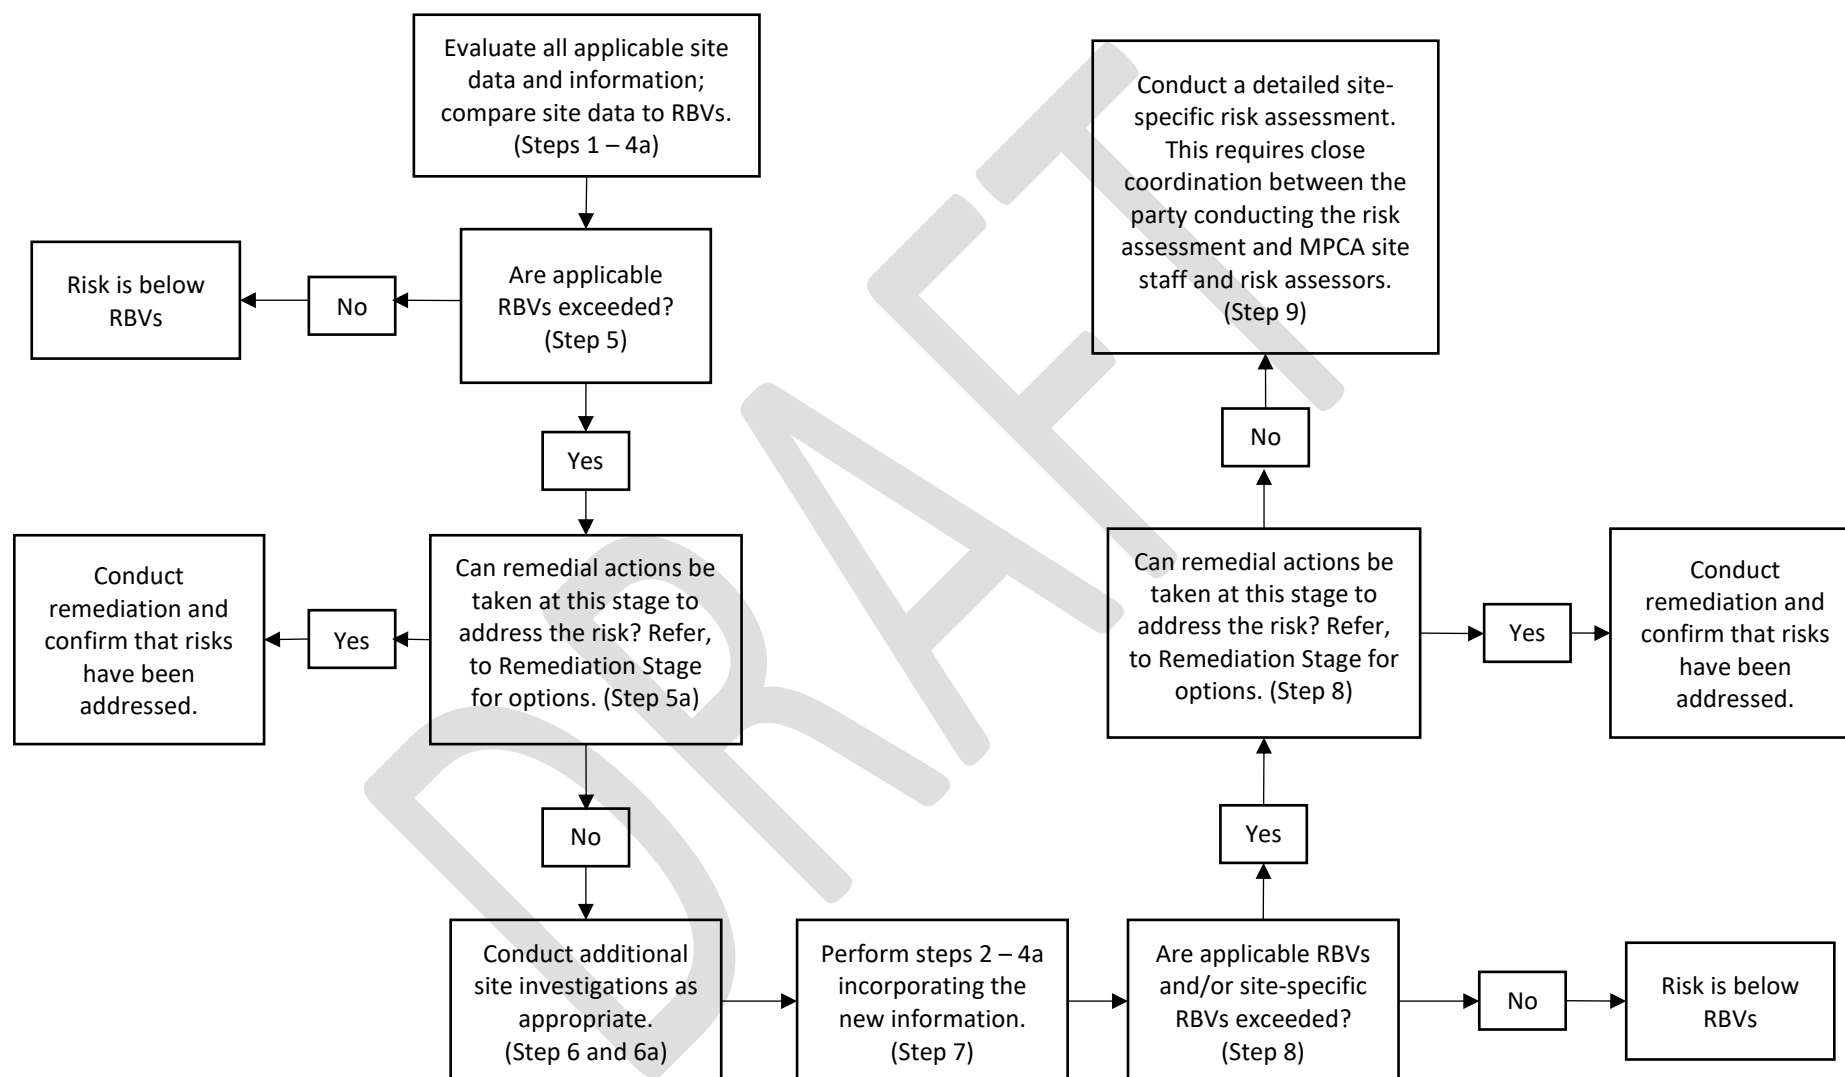 Evaluate all applicable site
data and information;
compare site data to RBVs.
(Steps 1 – 4a)
Are applicable
RBVs exceeded?
(Step 5)
No
Risk is below
RBVs
Yes
Can remedial actions be
taken at this stage to
address the risk? Refer,
to Remediation Stage
for options. (Step 5a)
Yes
Conduct
remediation and
confirm that risks
have been
addressed.
No
Conduct additional
site investigations as
appropriate.
(Step 6 and 6a)
Perform steps 2 – 4a
incorporating the
new information.
(Step 7)
Are applicable RBVs
and/or site-specific
RBVs exceeded?
(Step 8)
No
Risk is below
RBVs
Yes
Can remedial actions be
taken at this stage to
address the risk? Refer,
to Remediation Stage for
options. (Step 8)
Yes
Conduct
remediation and
confirm that risks
have been
addressed.
No
Conduct a detailed site-
specific risk assessment.
This requires close
coordination between the
party conducting the risk
assessment and MPCA site
staff and risk assessors.
(Step 9)
DRAFT